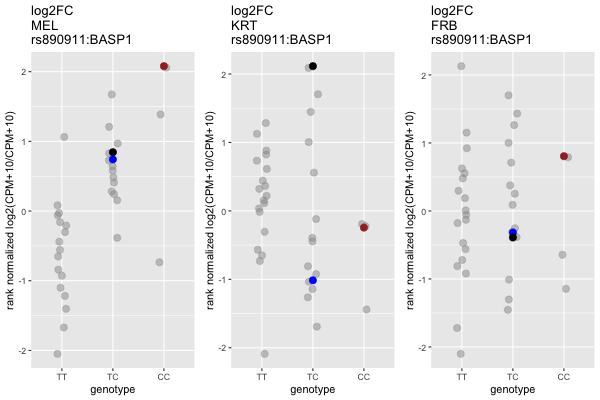 log2FC
MEL
rs890911:BASP1
rank normalized log2(CPM+10/CPM+10)
2
1
0
-1
-2
TT
TC
CC
genotype
log2FC
KRT
rs890911:BASP1
rank normalized log2(CPM+10/CPM+10)
2
1
0
-1
-2
TT
TC
CC
genotype
log2FC
FRB
rs890911:BASP1
rank normalized log2(CPM+10/CPM+10)
2
1
0
-1
-2
TT
TC
CC
genotype